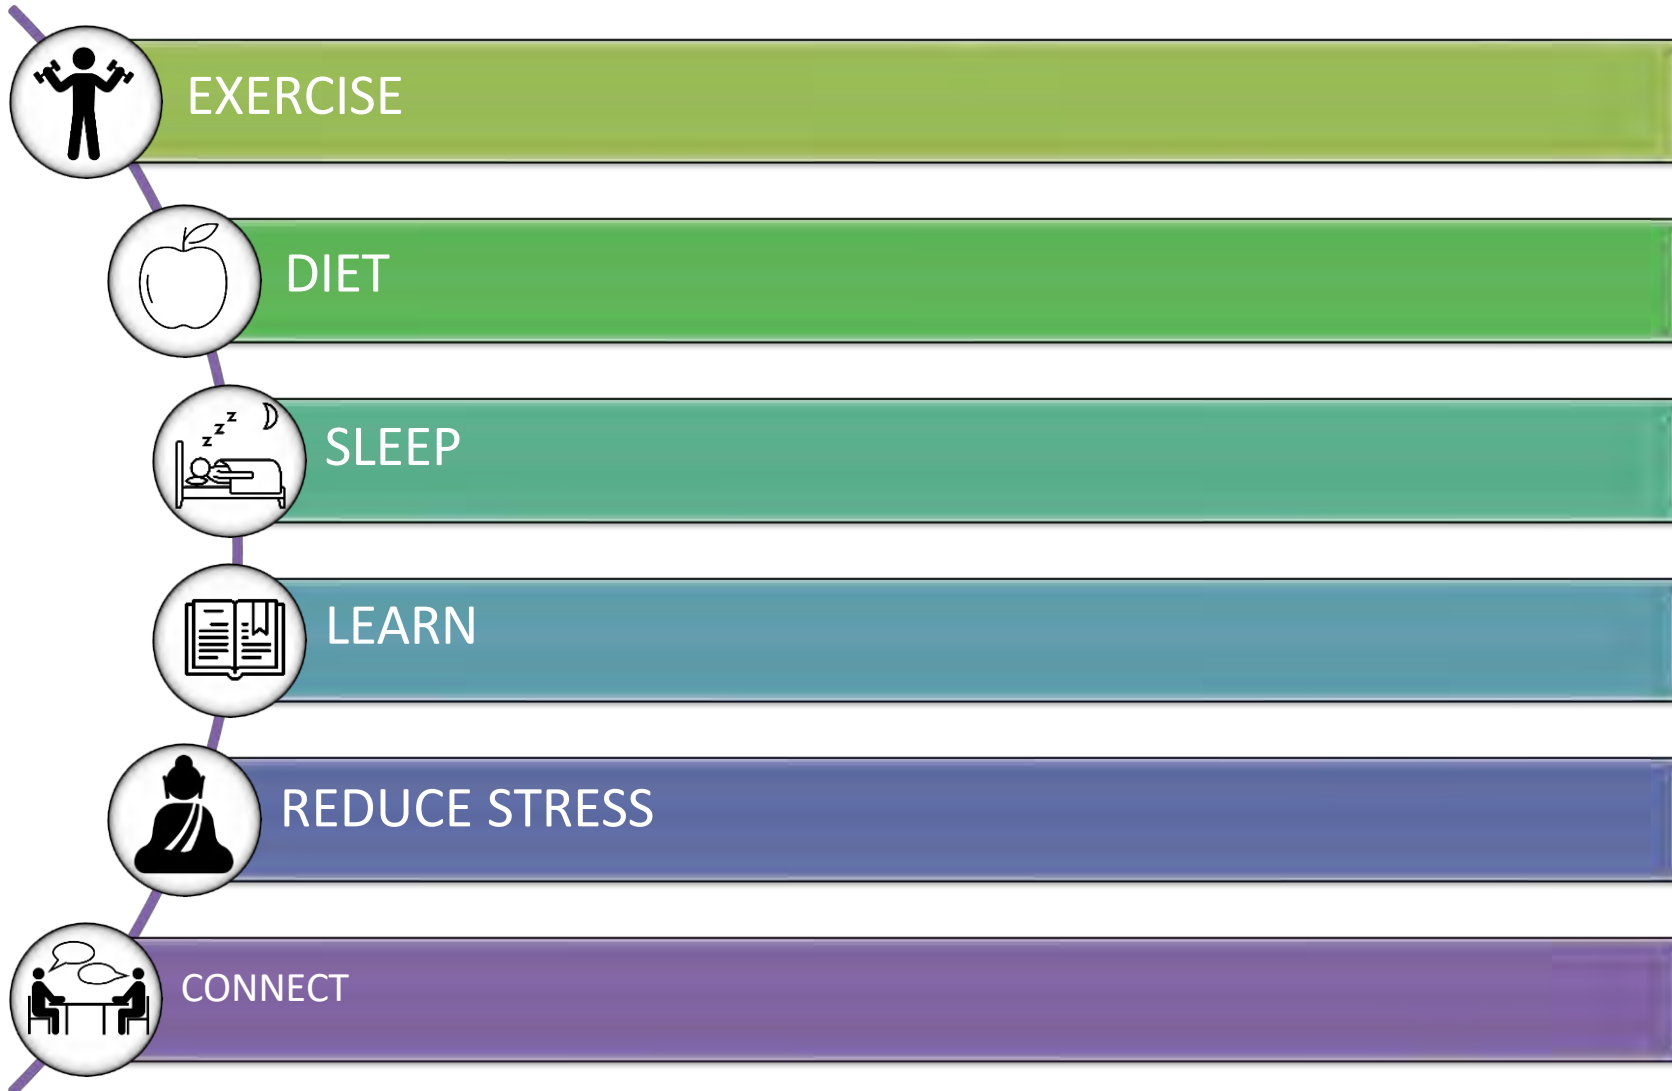 EXERCISE
DIET
z z z
SLEEP
LEARN
REDUCE STRESS
CONNECT